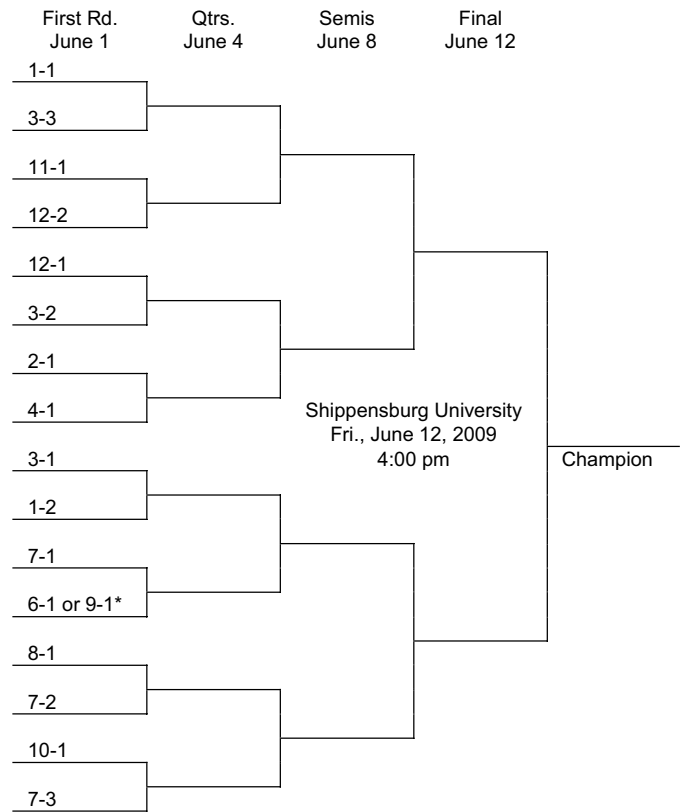 First Rd. Qtrs. Semis Final
June 1 June 4 June 8 June 12
1-1
3-3
11-1
12-2
12-1
3-2
2-1
4-1
Shippensburg University
Fri., June 12, 2009
4:00 pm
Champion
3-1
1-2
7-1
6-1 or 9-1*
8-1
7-2
10-1
7-3